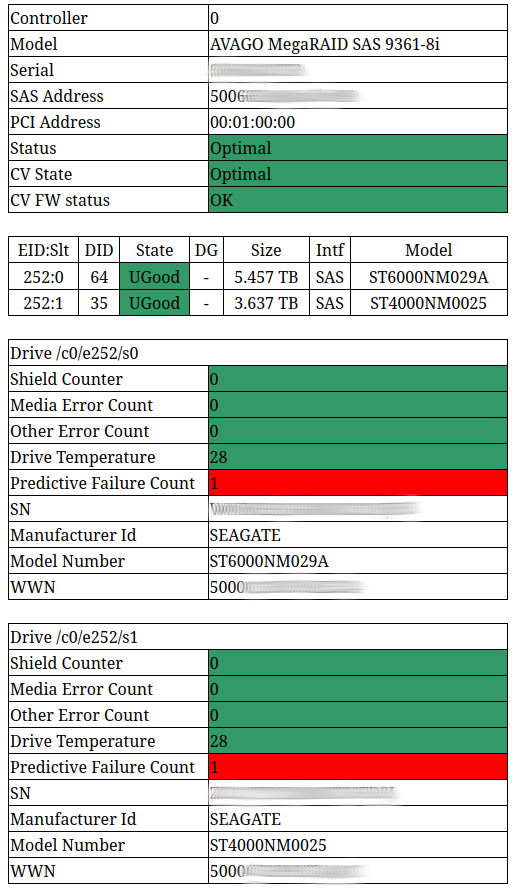 Controller 0
Model AVAGO MegaRAID SAS 9361-8i
Serial
SAS Address 5006
PCI Address 00:01:00:00
Status Optimal
CV State Optimal
CV FW status OK
EID:Slt DID State DG Size Intf Model
252:0 64 UGood - 5.457 TB SAS ST6000NM029A
252:1 35 UGood - 3.637 TB SAS ST4000NM0025
Drive /c0/e252/s0
Shield Counter 0
Media Error Count 0
Other Error Count 0
Drive Temperature 28
Predictive Failure Count 1
SN
Manufacturer Id SEAGATE
Model Number ST6000NM029A
WWN 5000
Drive /c0/e252/s1
Shield Counter 0
Media Error Count 0
Other Error Count 0
Drive Temperature 28
Predictive Failure Count 1
SN
Manufacturer Id SEAGATE
Model Number ST4000NM0025
WWN 5000